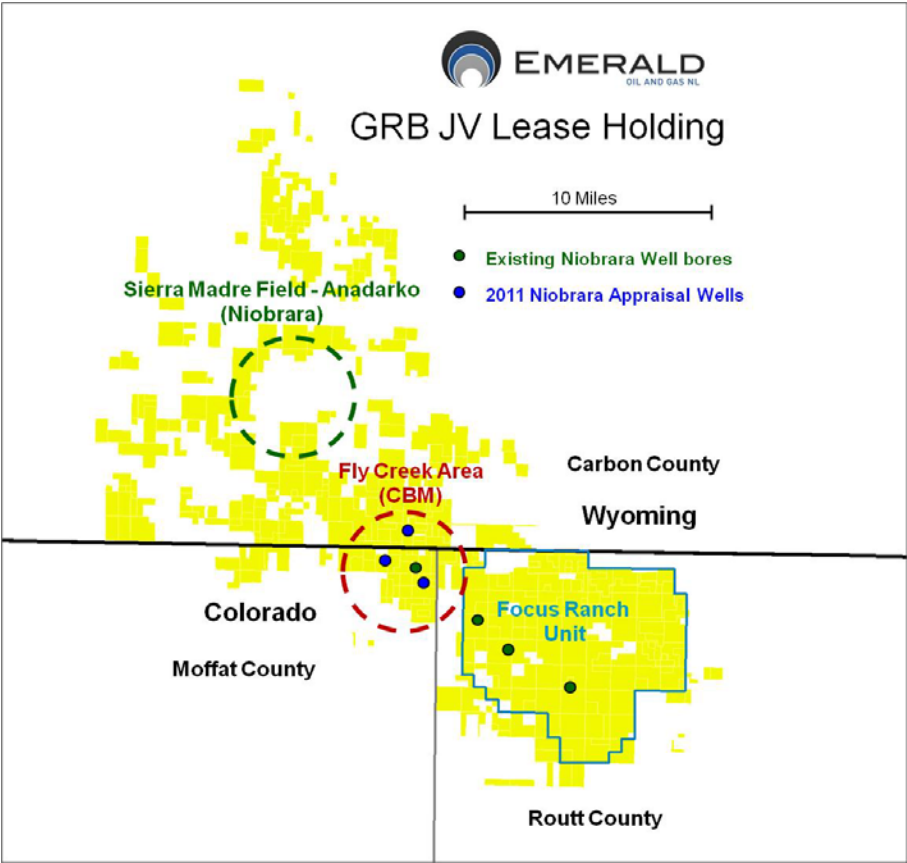 EMERALD
OIL AND GAS NL
GRB JV Lease Holding
10 Miles
Existing Niobrara Well bores
2011 Niobrara Appraisal Wells
Sierra Madre Field - Anadarko
(Niobrara)
Fly Creek Area
(CBM)
Carbon County
Wyoming
Colorado
Focus Ranch
Unit
Moffat County
Routt County